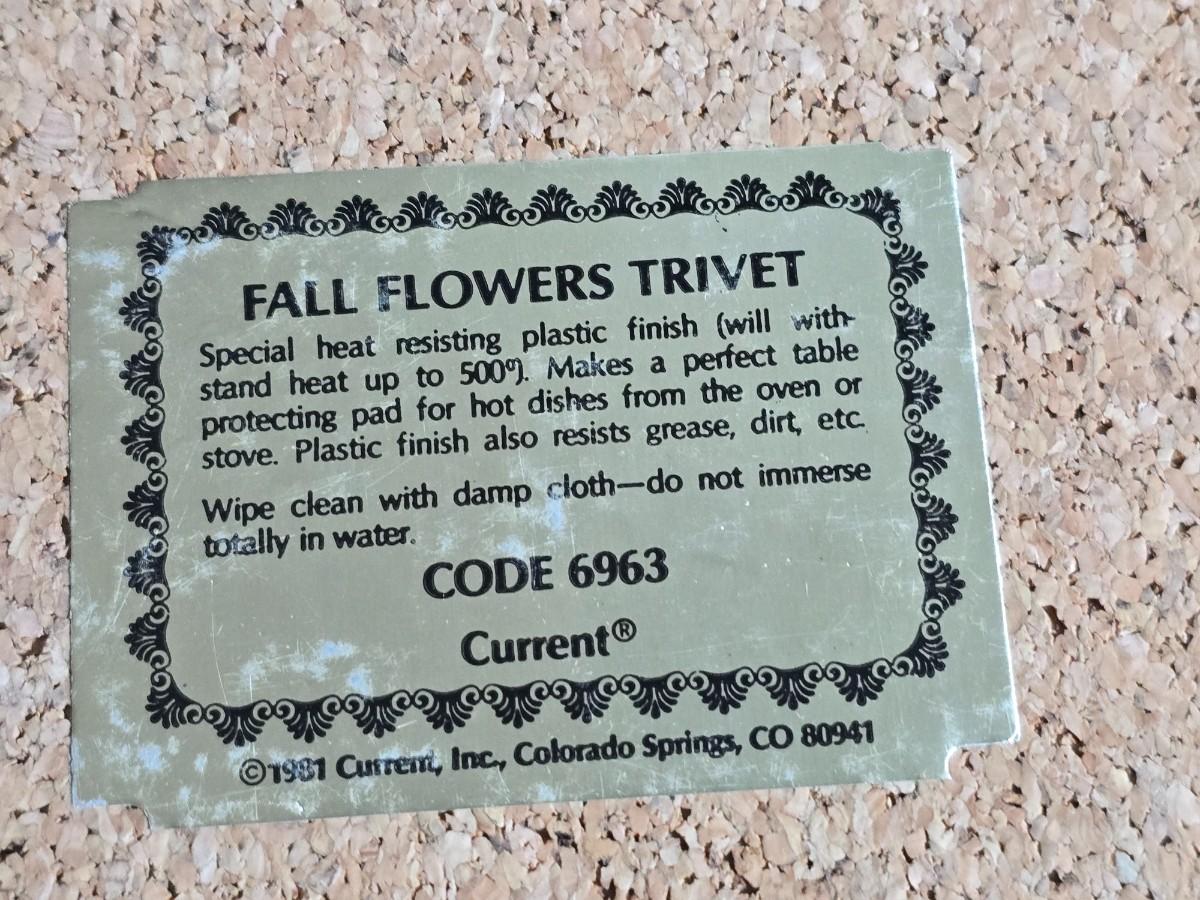 FALL FLOWERS TRIVET
Special heat resisting plastic finish (will with-
stand heat up to 500º). Makes a perfect table
protecting pad for hot dishes from the oven or
stove. Plastic finish also resists grease, dirt, etc.
Wipe clean with damp cloth—do not immerse
totally in water.
CODE 6963
Current®
©1981 Current, Inc., Colorado Springs, CO 80941